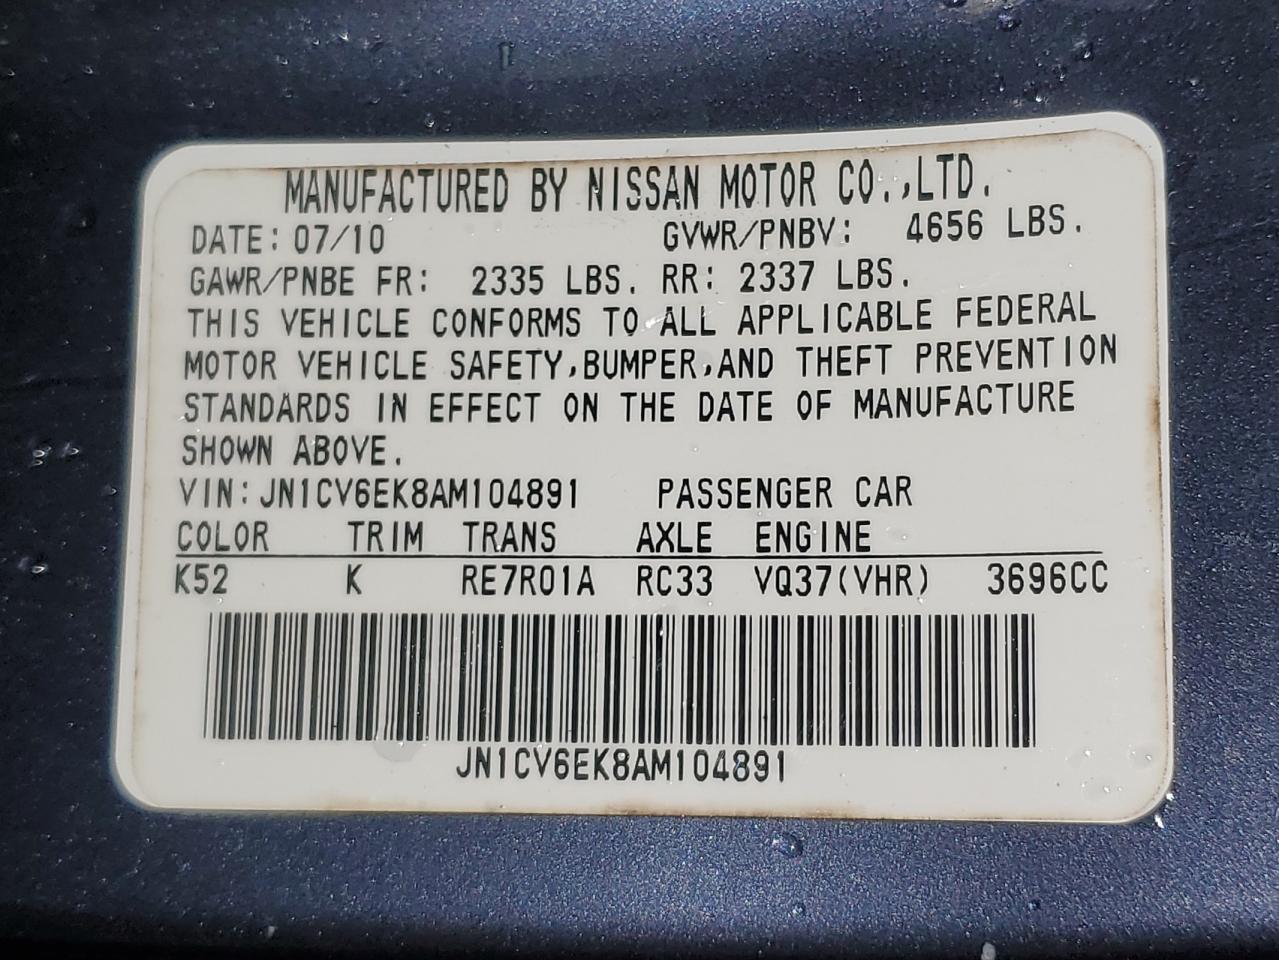 MANUFACTURED BY NISSAN MOTOR CO.,LTD.
DATE: 07/10 GVWR/PNBV: 4656 LBS.
GAWR/PNBE FR: 2335 LBS. RR: 2337 LBS.
THIS VEHICLE CONFORMS TO ALL APPLICABLE FEDERAL
MOTOR VEHICLE SAFETY,BUMPER,AND THEFT PREVENTION
STANDARDS IN EFFECT ON THE DATE OF MANUFACTURE
SHOWN ABOVE.
VIN: JN1CV6EK8AM104891 PASSENGER CAR
COLOR TRIM TRANS AXLE ENGINE
K52 K RE7R01A RC33 VQ37(VHR) 3696CC
JN1CV6EK8AM104891